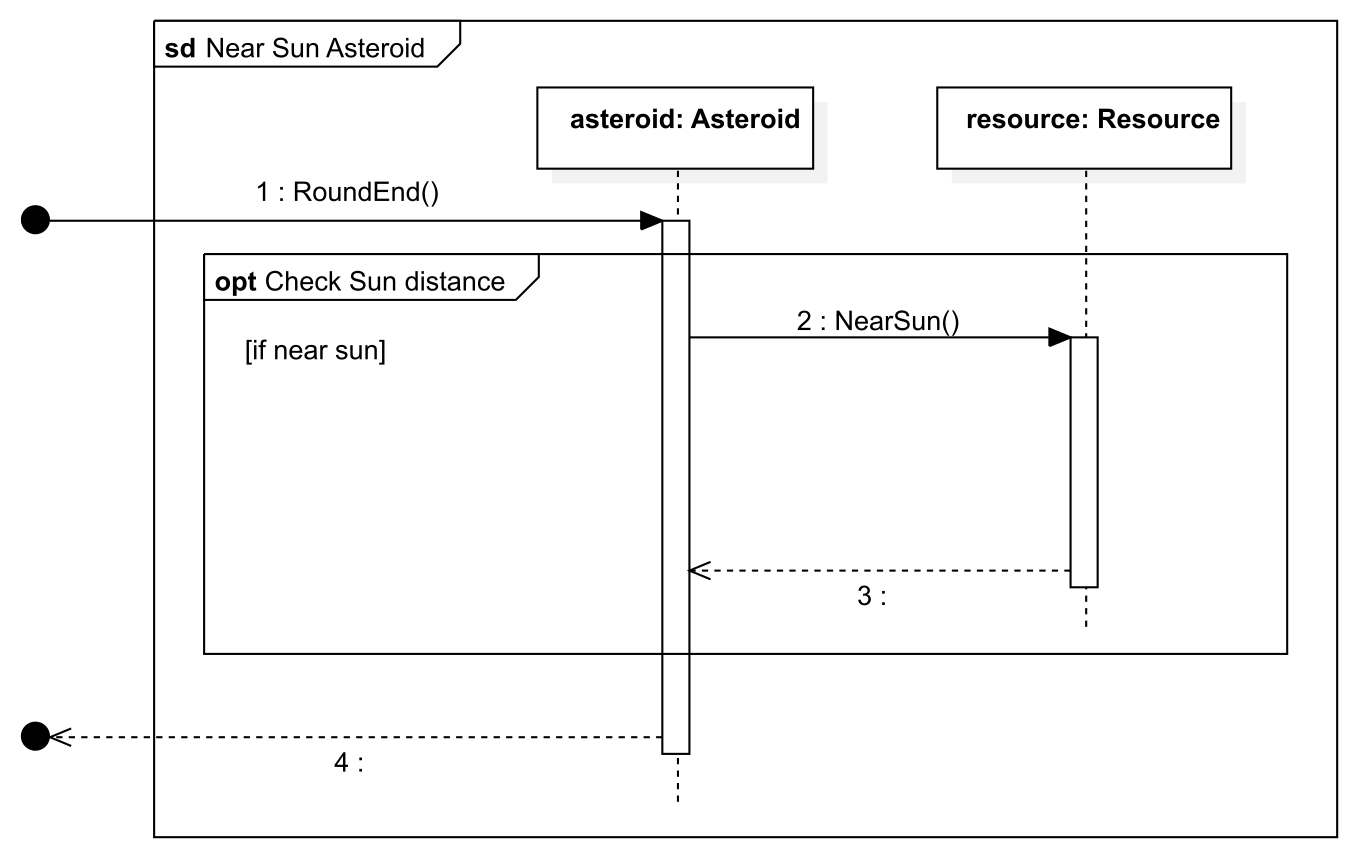 sd Near Sun Asteroid
asteroid: Asteroid
resource: Resource
1 : RoundEnd()
opt Check Sun distance
2 : NearSun()
[if near sun]
3 :
4 :